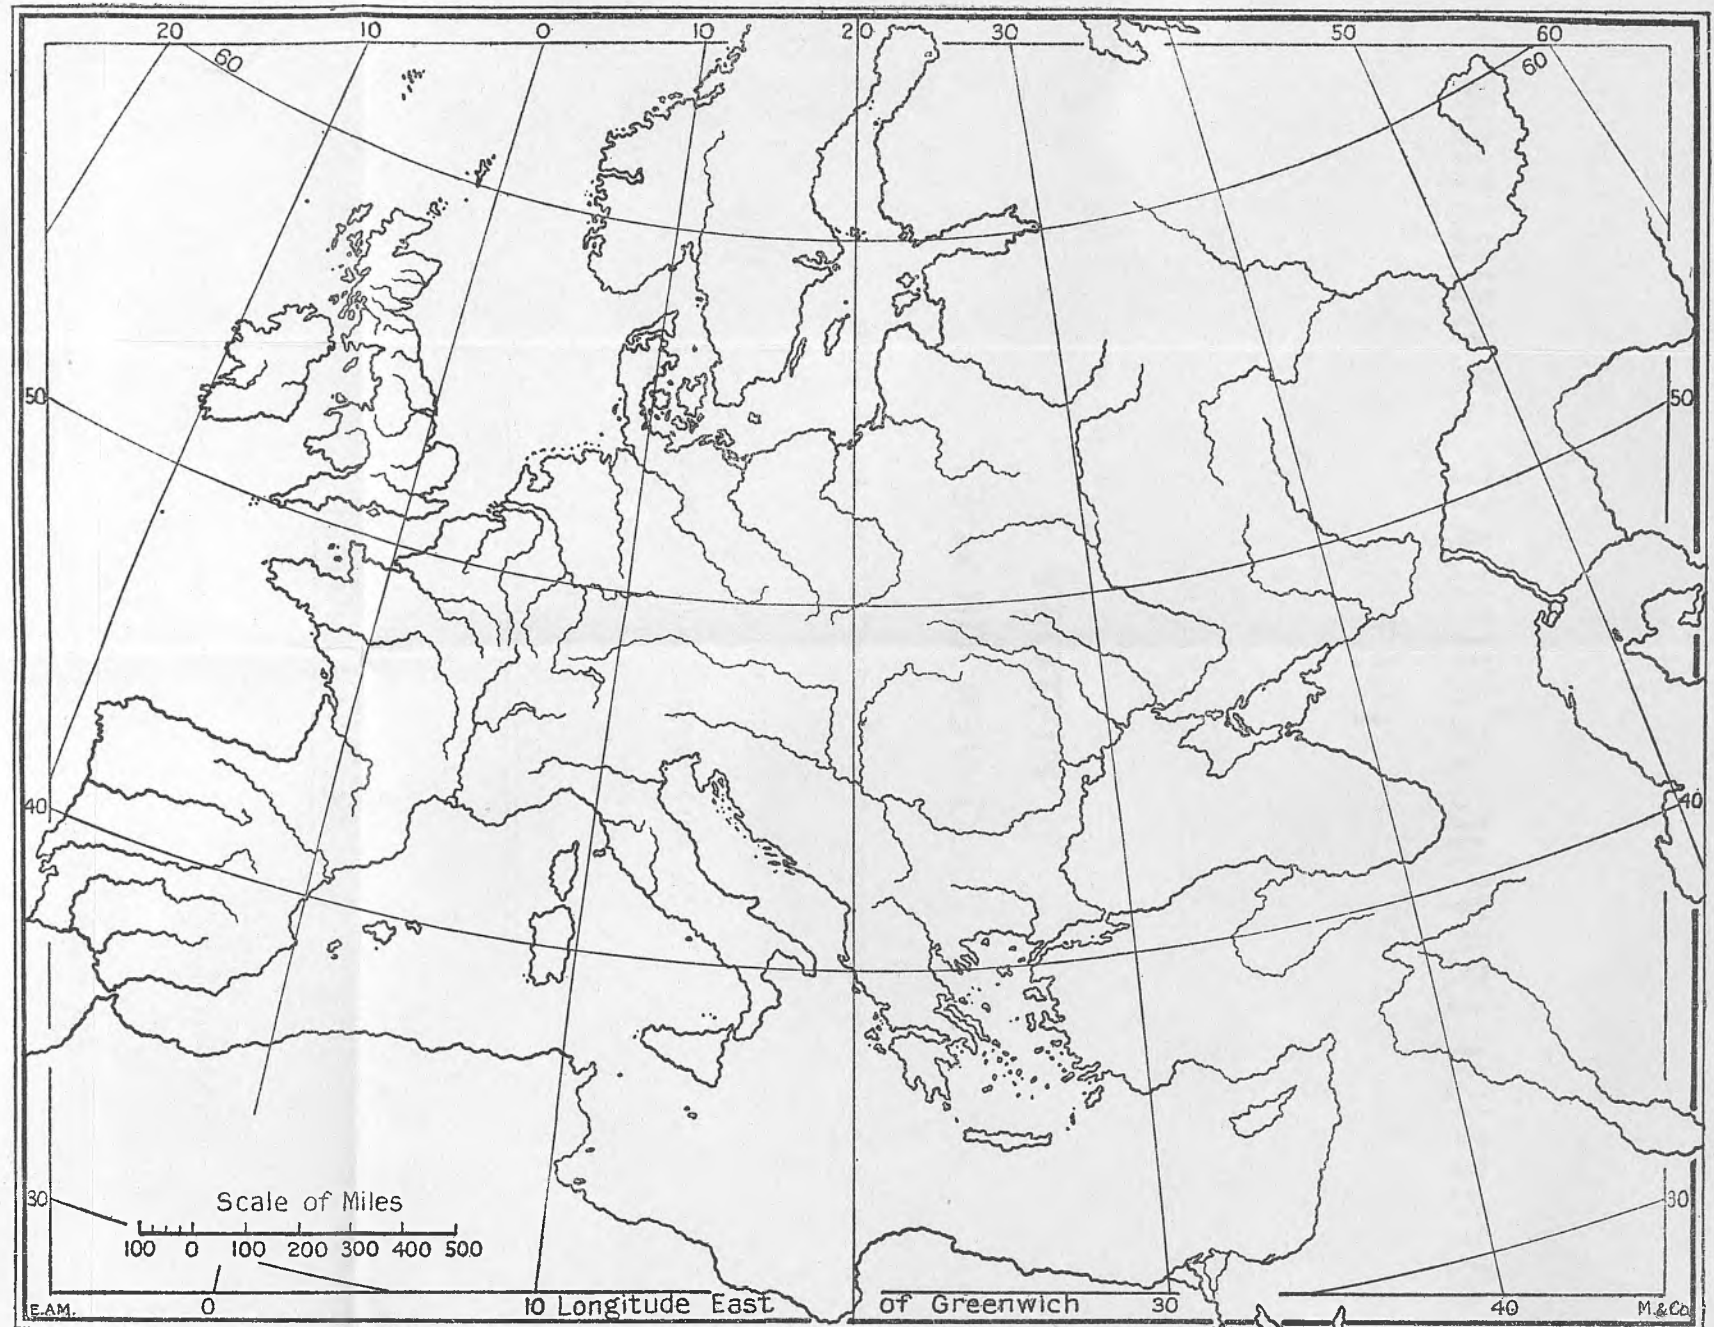 20 10 0 10 20 30 50 60
60 60
50 50
40 40
30 30
Scale of Miles
100 0 100 200 300 400 500
0 10 Longitude East of Greenwich 30 40
E.A.M. M.&Co.